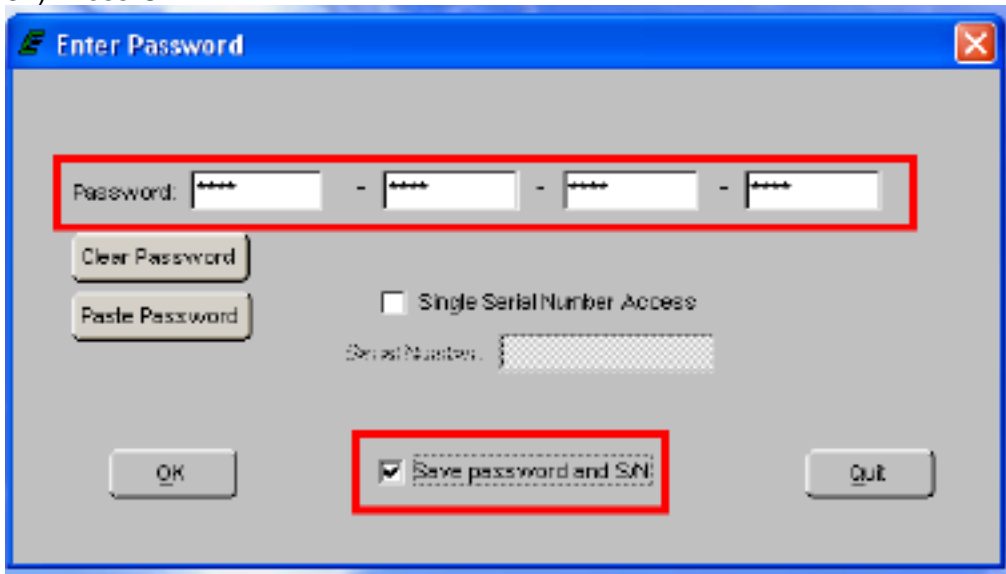 Enter Password
Password: **** - **** - **** - ****
Clear Password
Paste Password
Single Serial Number Access
Serial Number:
OK
Save password and S/N
Quit